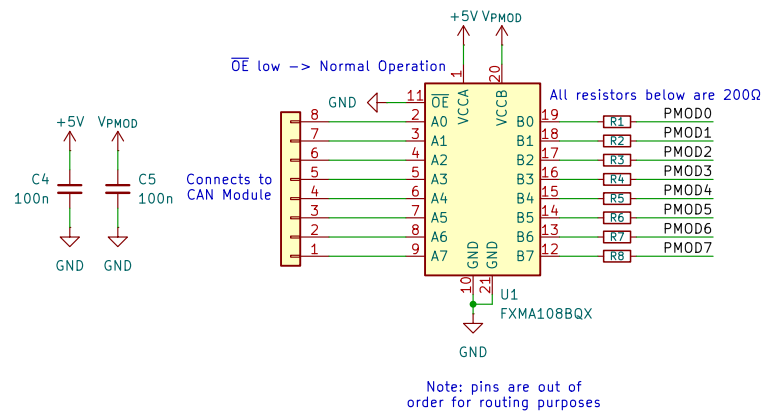 +5V VPMOD
OE low -> Normal Operation
1 20
All resistors below are 200Ω
GND 11 OE VCCA VCCB
8 2 A0 B0 19 R1 PMOD0
7 3 A1 B1 18 R2 PMOD1
6 4 A2 B2 17 R3 PMOD2
5 5 A3 B3 16 R4 PMOD3
4 6 A4 B4 15 R5 PMOD4
3 7 A5 B5 14 R6 PMOD5
2 8 A6 B6 13 R7 PMOD6
1 9 A7 B7 12 R8 PMOD7
GND GND
10 21
+5V VPMOD
C4
100n
C5
100n
GND GND
Connects to
CAN Module
U1
FXMA108BQX
GND
Note: pins are out of
order for routing purposes